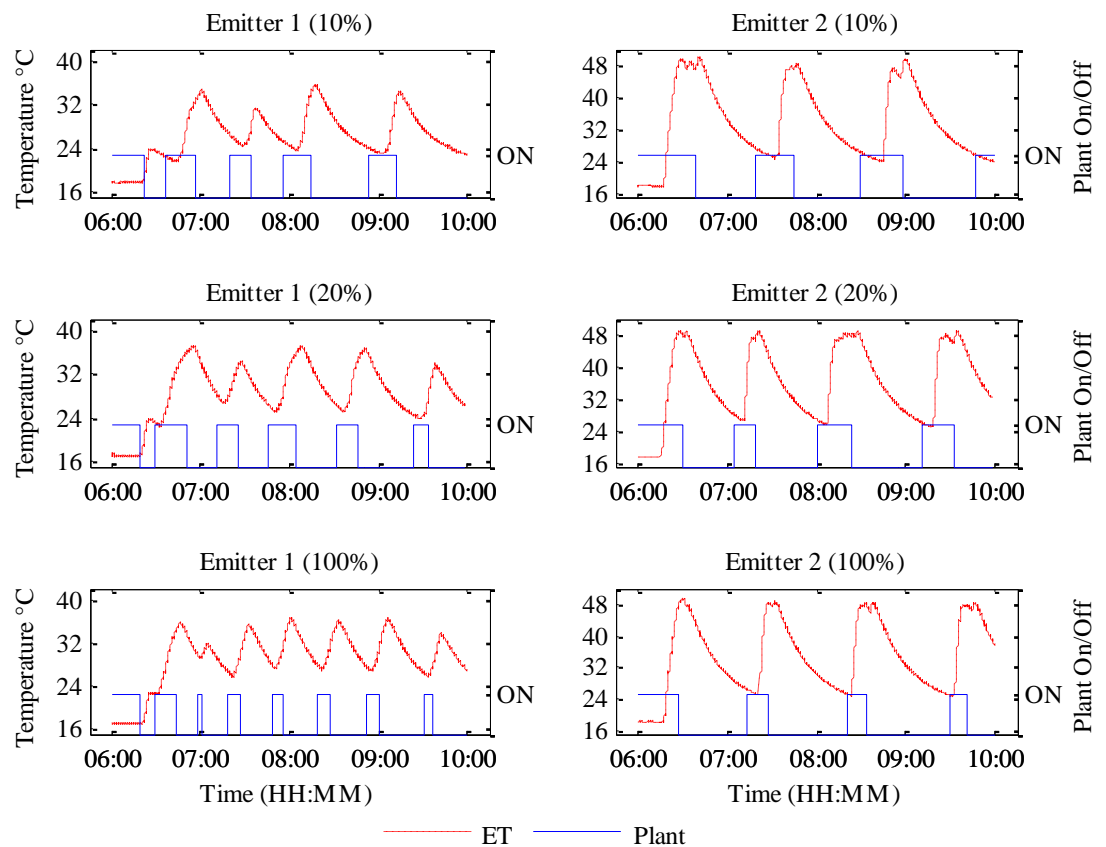 Emitter 1 (10%) Emitter 2 (10%)
Temperature °C
40
32
24
16
ON
06:00 07:00 08:00 09:00 10:00
48
40
32
24
16
ON
Plant On/Off
06:00 07:00 08:00 09:00 10:00
Emitter 1 (20%) Emitter 2 (20%)
Temperature °C
40
32
24
16
ON
06:00 07:00 08:00 09:00 10:00
48
40
32
24
16
ON
Plant On/Off
06:00 07:00 08:00 09:00 10:00
Emitter 1 (100%) Emitter 2 (100%)
Temperature °C
40
32
24
16
ON
06:00 07:00 08:00 09:00 10:00
Time (HH:MM)
48
40
32
24
16
ON
Plant On/Off
06:00 07:00 08:00 09:00 10:00
Time (HH:MM)
ET Plant